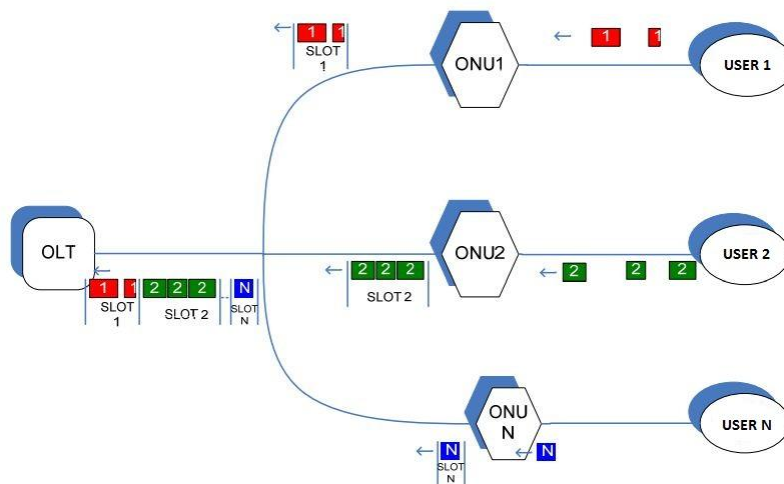 1 1
SLOT
1
ONU1
1 1
USER 1
OLT
1 1 2 2 2 .. N
SLOT
1
SLOT 2
SLOT
N
2 2 2
SLOT 2
ONU2
2 2 2
USER 2
ONU
N
N
SLOT
N
N
USER N